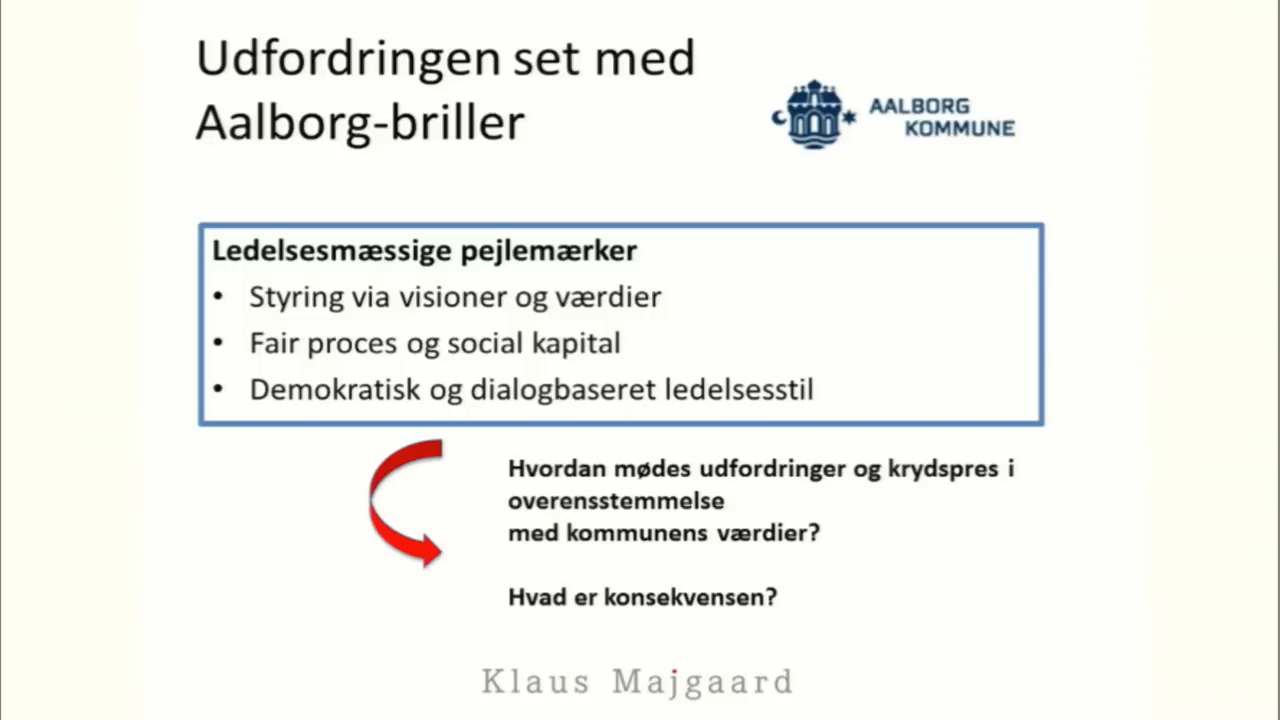 Udfordringen set med
Aalborg-briller
AALBORG
KOMMUNE
Ledelsesmæssige pejlemærker
• Styring via visioner og værdier
• Fair proces og social kapital
• Demokratisk og dialogbaseret ledelsesstil
Hvordan mødes udfordringer og krydspres i
overensstemmelse
med kommunens værdier?
Hvad er konsekvensen?
Klaus Majgaard